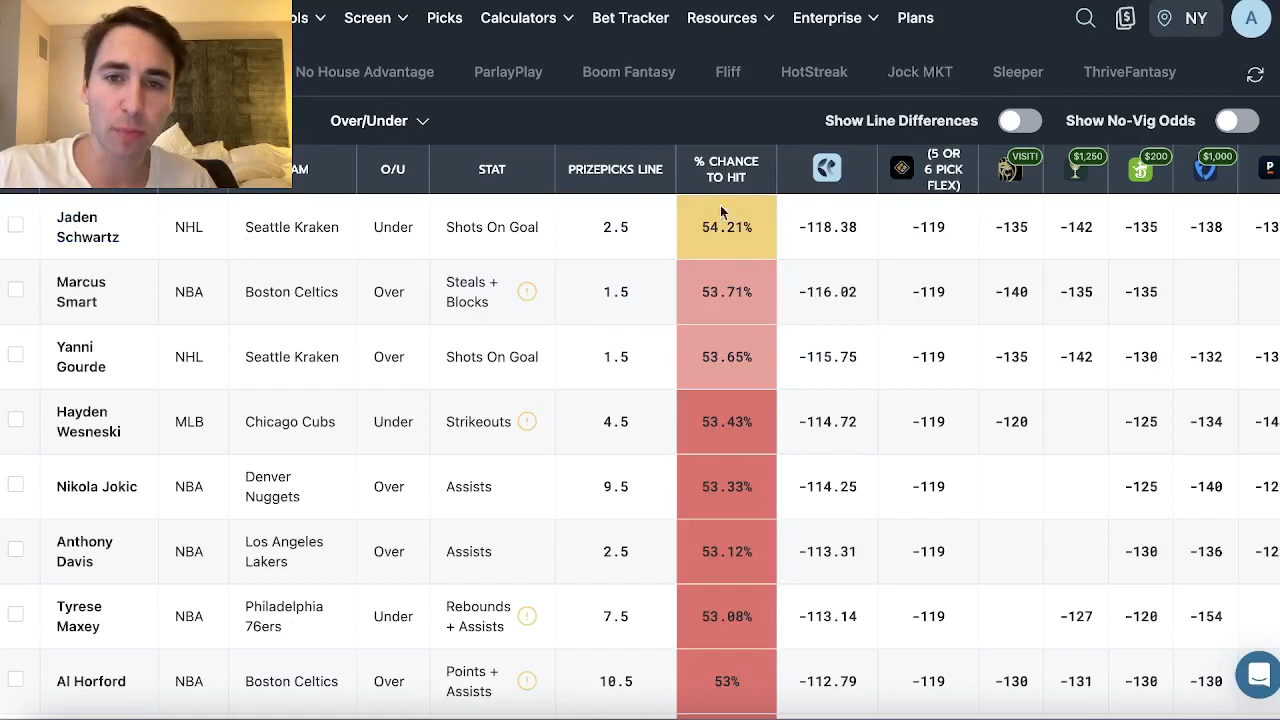 ols Screen Picks Calculators Bet Tracker Resources Enterprise Plans NY A
No House Advantage ParlayPlay Boom Fantasy Fliff HotStreak Jock MKT Sleeper ThriveFantasy
Over/Under Show Line Differences Show No-Vig Odds
AM O/U STAT PRIZEPICKS LINE % CHANCE TO HIT (5 OR 6 PICK FLEX) VISIT! $1,250 $200 $1,000 P
Jaden Schwartz NHL Seattle Kraken Under Shots On Goal 2.5 54.21% -118.38 -119 -135 -142 -135 -138 -13
Marcus Smart NBA Boston Celtics Over Steals + Blocks ! 1.5 53.71% -116.02 -119 -140 -135 -135
Yanni Gourde NHL Seattle Kraken Over Shots On Goal 1.5 53.65% -115.75 -119 -135 -142 -130 -132 -13
Hayden Wesneski MLB Chicago Cubs Under Strikeouts ! 4.5 53.43% -114.72 -119 -120 -125 -134 -14
Nikola Jokic NBA Denver Nuggets Over Assists 9.5 53.33% -114.25 -119 -125 -140 -12
Anthony Davis NBA Los Angeles Lakers Over Assists 2.5 53.12% -113.31 -119 -130 -136 -12
Tyrese Maxey NBA Philadelphia 76ers Under Rebounds + Assists ! 7.5 53.08% -113.14 -119 -127 -120 -154
Al Horford NBA Boston Celtics Over Points + Assists ! 10.5 53% -112.79 -119 -130 -131 -130 -130